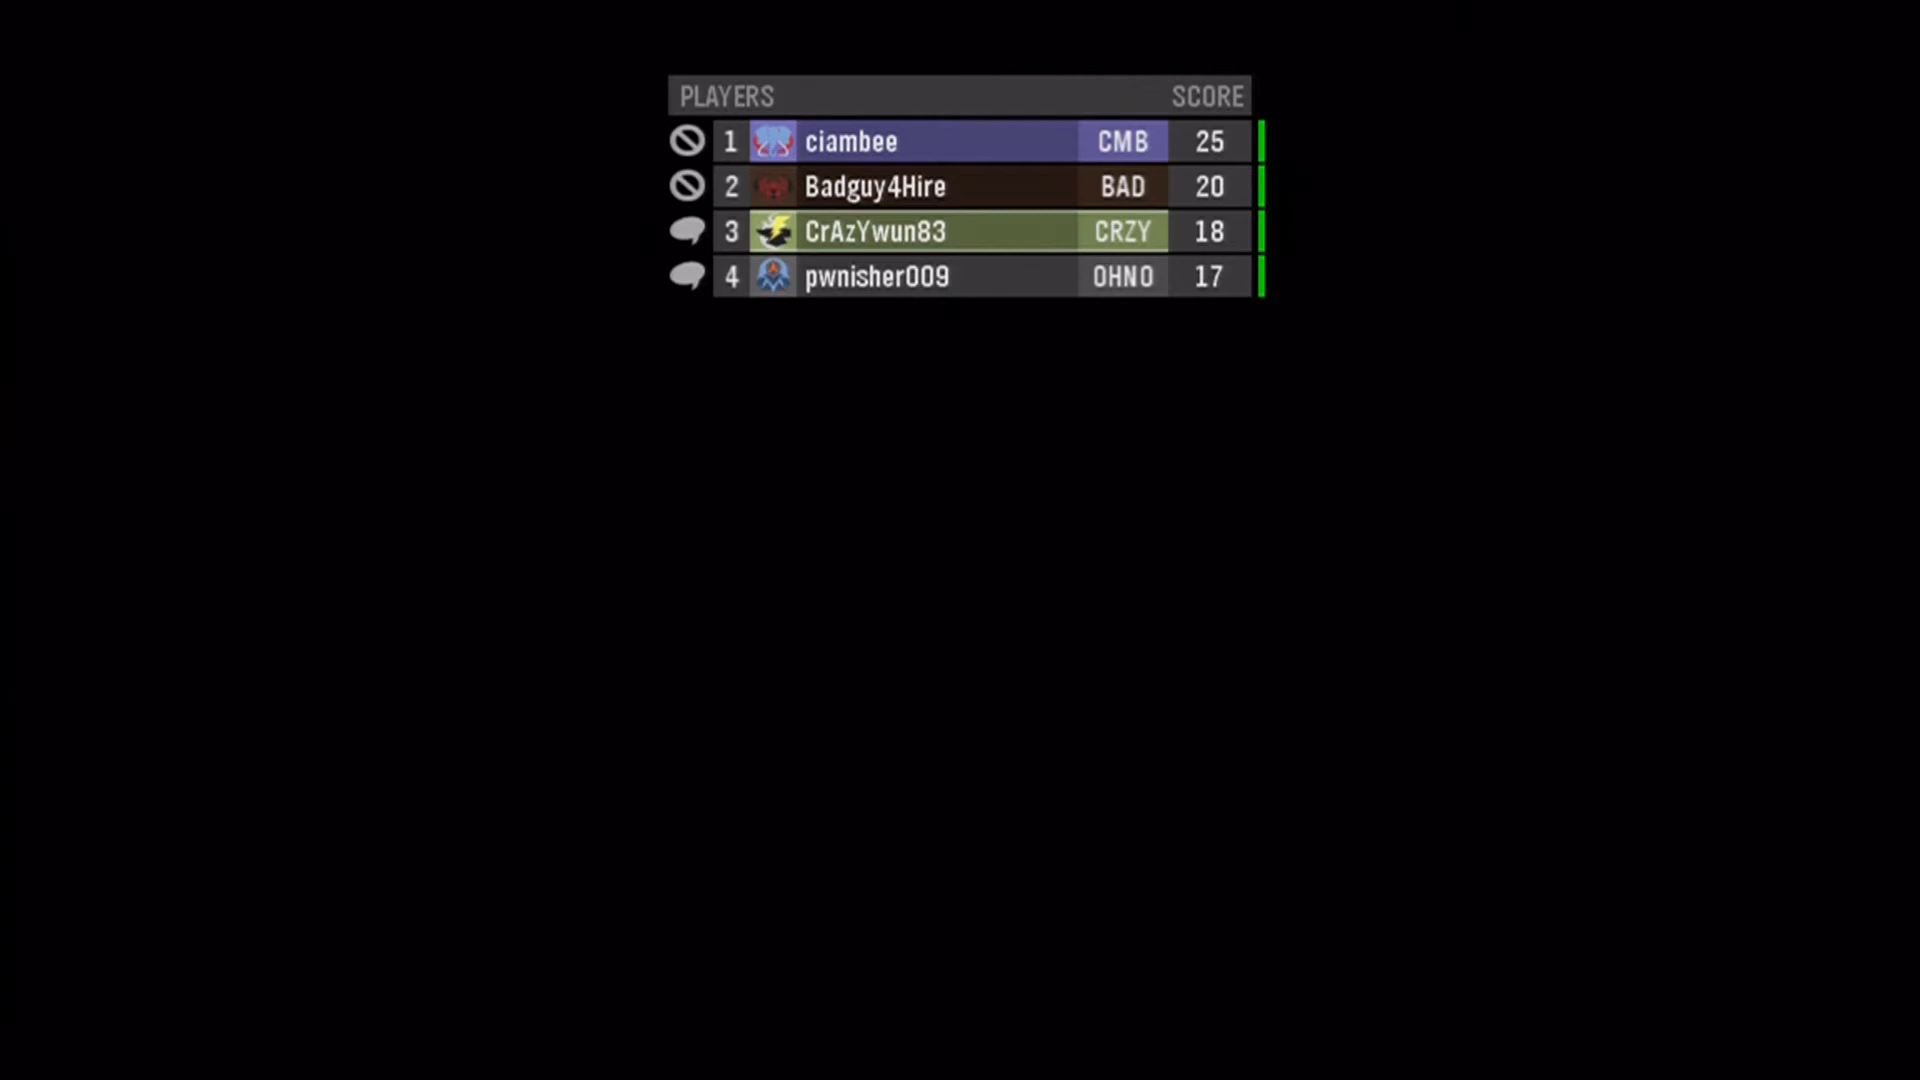 PLAYERS SCORE
1 ciambee CMB 25
2 Badguy4Hire BAD 20
3 CrAzYwun83 CRZY 18
4 pwnisher009 OHNO 17